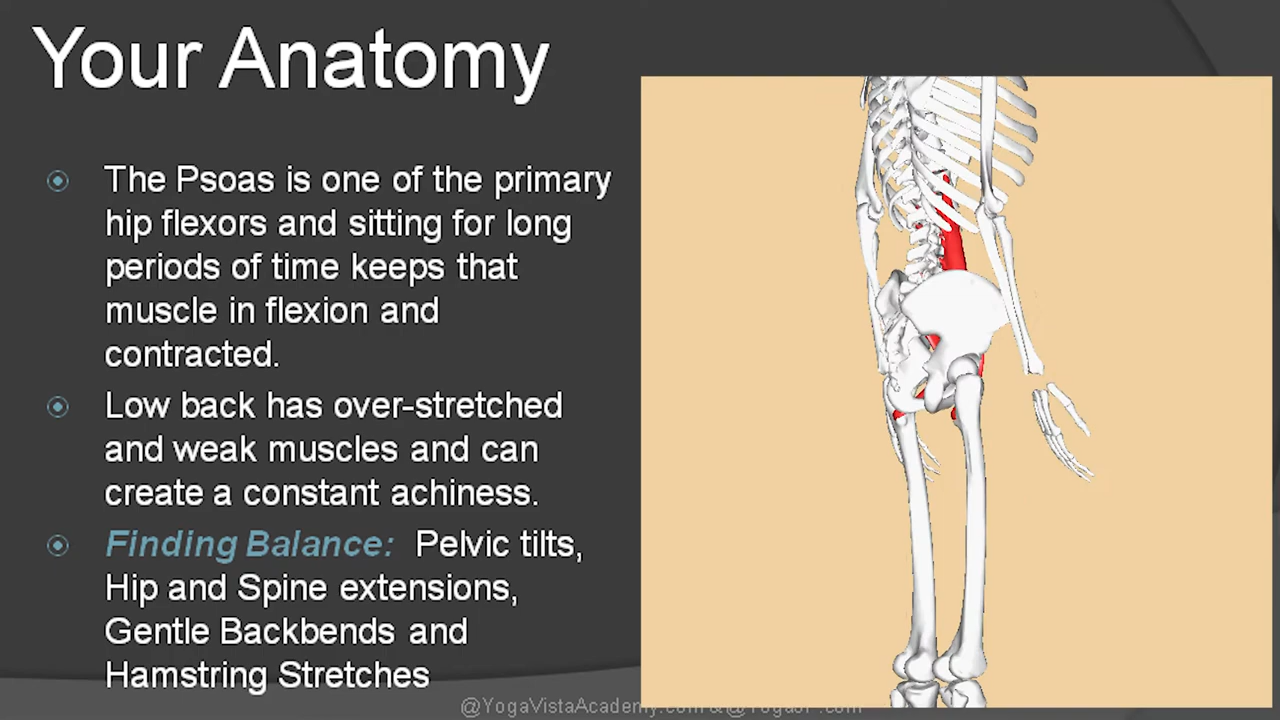 Your Anatomy
The Psoas is one of the primary
hip flexors and sitting for long
periods of time keeps that
muscle in flexion and
contracted.
Low back has over-stretched
and weak muscles and can
create a constant achiness.
Finding Balance: Pelvic tilts,
Hip and Spine extensions,
Gentle Backbends and
Hamstring Stretches
@YogaVistaAcademy.com &